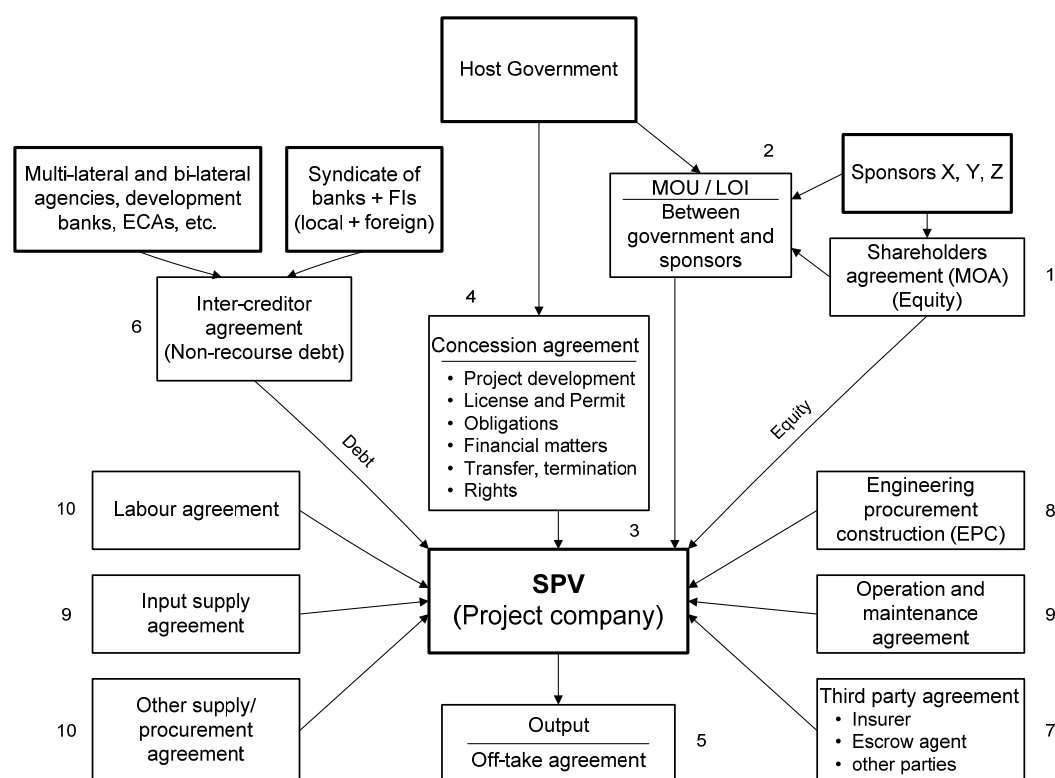 Host Government
2
Multi-lateral and bi-lateral
agencies, development
banks, ECAs, etc.
Syndicate of
banks + FIs
(local + foreign)
MOU / LOI
Between
government and
sponsors
Sponsors X, Y, Z
Shareholders
agreement (MOA)
(Equity)
1
6
Inter-creditor
agreement
(Non-recourse debt)
4
Concession agreement
• Project development
• License and Permit
• Obligations
• Financial matters
• Transfer, termination
• Rights
Debt
Equity
10
Labour agreement
3
Engineering
procurement
construction (EPC)
8
SPV
(Project company)
9
Input supply
agreement
Operation and
maintenance
agreement
9
10
Other supply/
procurement
agreement
Output
Off-take agreement
5
Third party agreement
• Insurer
• Escrow agent
• other parties
7